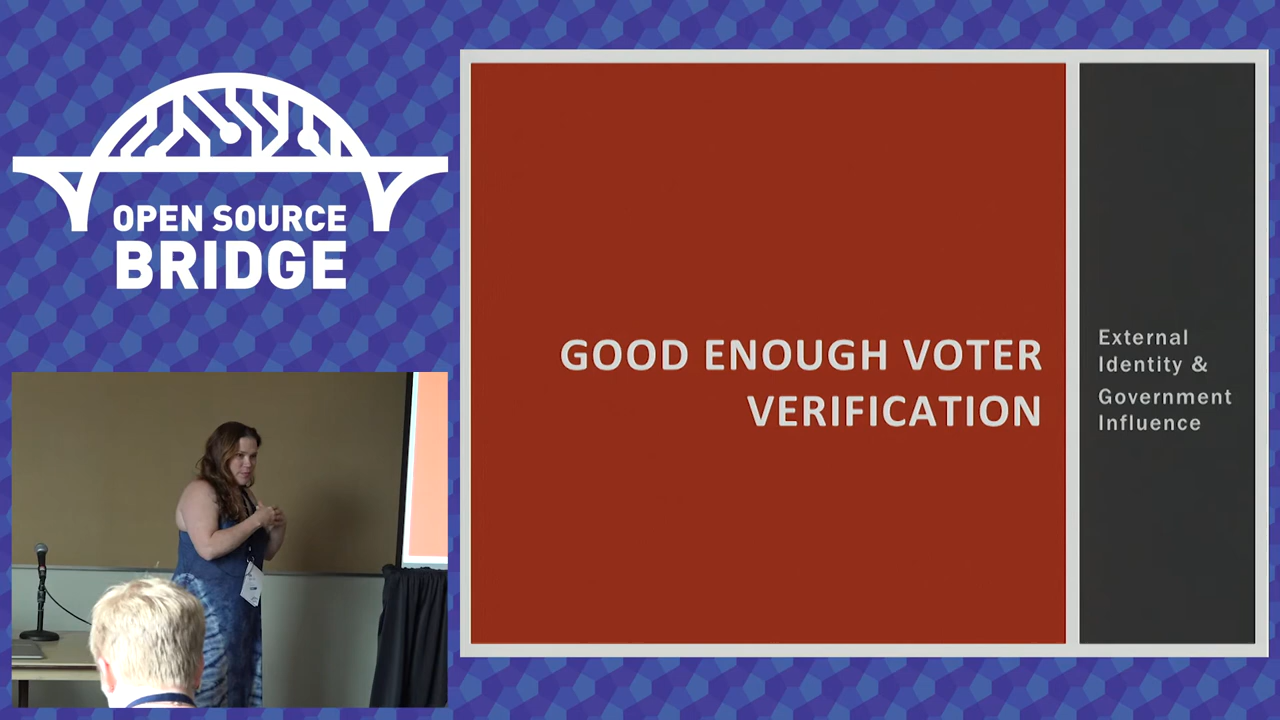 OPEN SOURCE
BRIDGE
GOOD ENOUGH VOTER
VERIFICATION
External
Identity &
Government
Influence